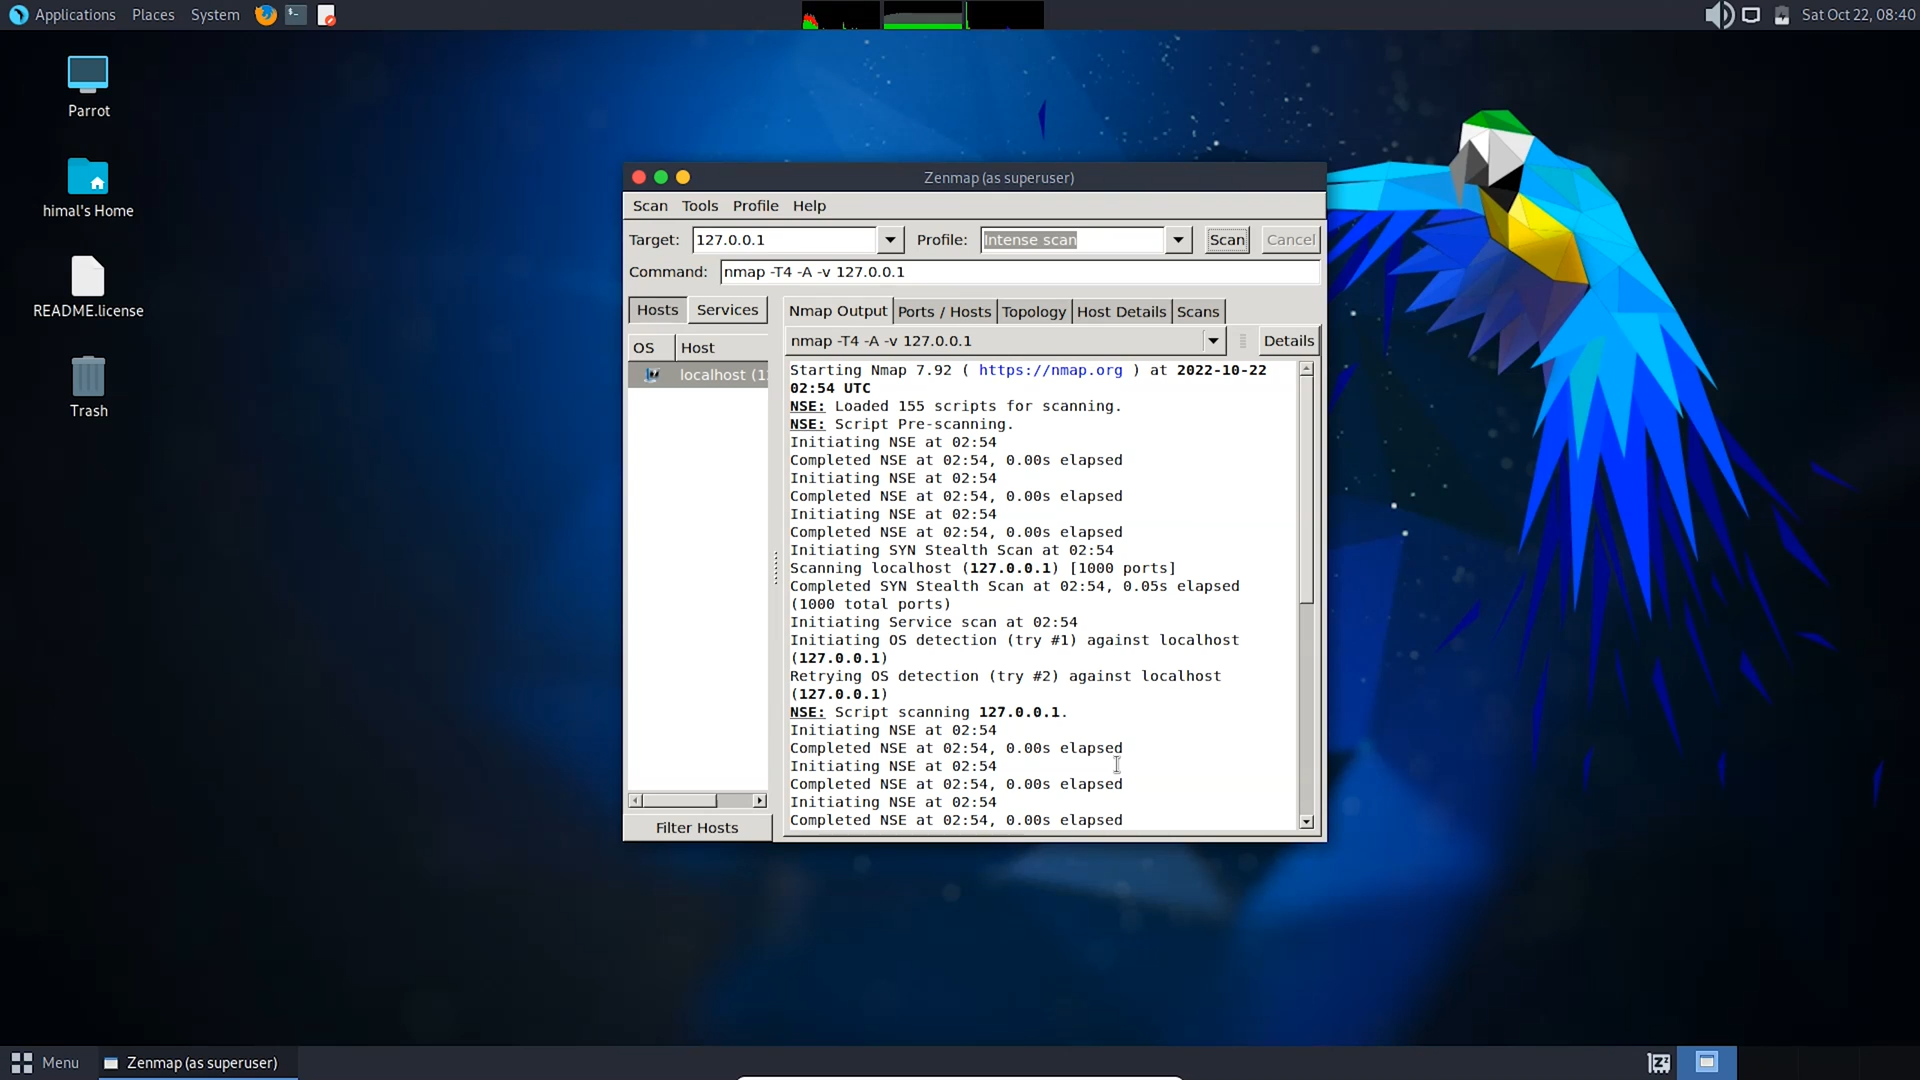 Applications Places System
Sat Oct 22, 08:40
Parrot
himal's Home
README.license
Trash
Zenmap (as superuser)
Scan Tools Profile Help
Target: 127.0.0.1 Profile: Intense scan Scan Cancel
Command: nmap -T4 -A -v 127.0.0.1
Hosts Services
OS Host
localhost (1
Filter Hosts
Nmap Output Ports / Hosts Topology Host Details Scans
nmap -T4 -A -v 127.0.0.1 Details
Starting Nmap 7.92 ( https://nmap.org ) at 2022-10-22
02:54 UTC
NSE: Loaded 155 scripts for scanning.
NSE: Script Pre-scanning.
Initiating NSE at 02:54
Completed NSE at 02:54, 0.00s elapsed
Initiating NSE at 02:54
Completed NSE at 02:54, 0.00s elapsed
Initiating NSE at 02:54
Completed NSE at 02:54, 0.00s elapsed
Initiating SYN Stealth Scan at 02:54
Scanning localhost (127.0.0.1) [1000 ports]
Completed SYN Stealth Scan at 02:54, 0.05s elapsed
(1000 total ports)
Initiating Service scan at 02:54
Initiating OS detection (try #1) against localhost
(127.0.0.1)
Retrying OS detection (try #2) against localhost
(127.0.0.1)
NSE: Script scanning 127.0.0.1.
Initiating NSE at 02:54
Completed NSE at 02:54, 0.00s elapsed
Initiating NSE at 02:54
Completed NSE at 02:54, 0.00s elapsed
Initiating NSE at 02:54
Completed NSE at 02:54, 0.00s elapsed
Menu Zenmap (as superuser)